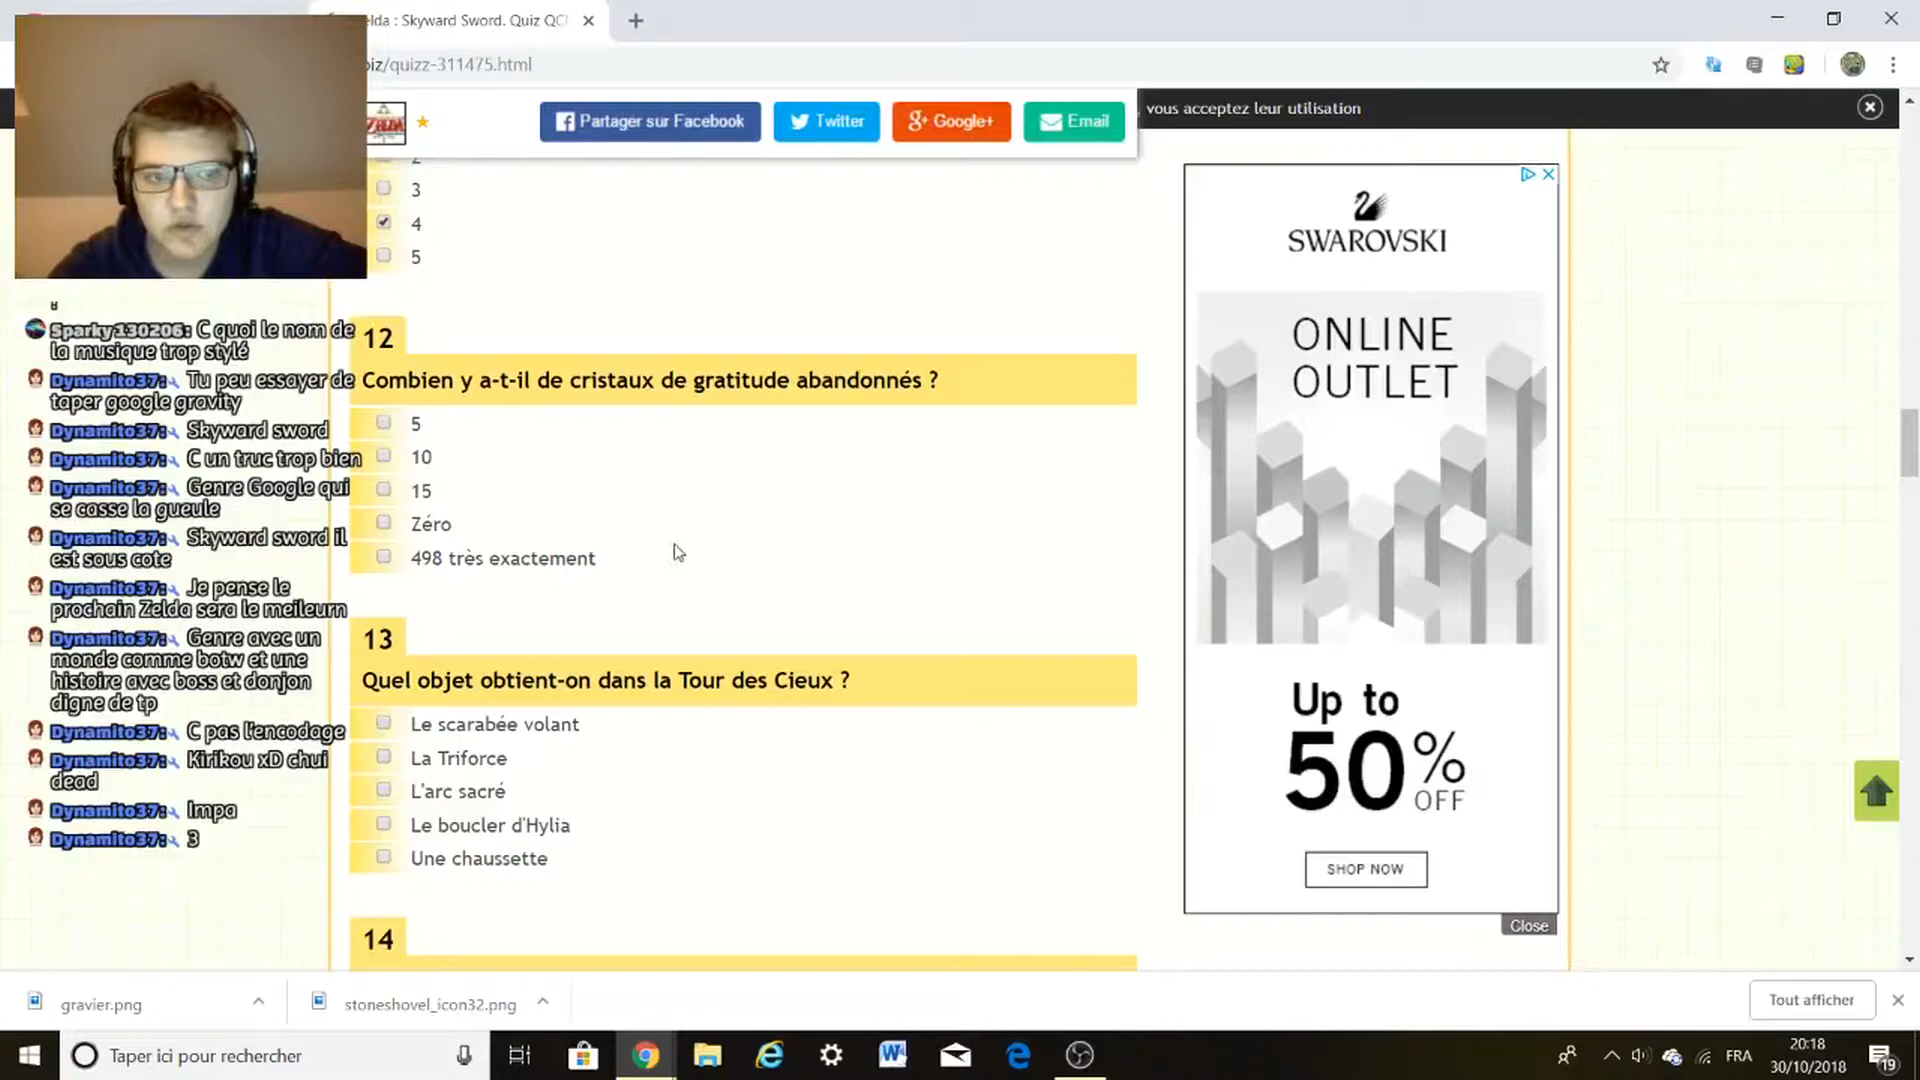 elda : Skyward Sword. Quiz QC
biz/quizz-311475.html
ZELDA
Partager sur Facebook
Twitter
g+ Google+
Email
vous acceptez leur utilisation
2
3
4
5
12
Combien y a-t-il de cristaux de gratitude abandonnés ?
5
10
15
Zéro
498 très exactement
13
Quel objet obtient-on dans la Tour des Cieux ?
Le scarabée volant
La Triforce
L'arc sacré
Le boucler d'Hylia
Une chaussette
14
Sparky130206: C quoi le nom de
la musique trop stylé
Dynamito37: Tu peu essayer de
taper google gravity
Dynamito37: Skyward sword
Dynamito37: C un truc trop bien
Dynamito37: Genre Google qui
se casse la gueule
Dynamito37: Skyward sword il
est sous cote
Dynamito37: Je pense le
prochain Zelda sera le meileurn
Dynamito37: Genre avec un
monde comme botw et une
histoire avec boss et donjon
digne de tp
Dynamito37: C pas l'encodage
Dynamito37: Kirikou xD chui
dead
Dynamito37: Impa
Dynamito37: 3
SWAROVSKI
ONLINE
OUTLET
Up to
50%
OFF
SHOP NOW
Close
gravier.png
stoneshovel_icon32.png
Tout afficher
Taper ici pour rechercher
FRA
20:18
30/10/2018
19